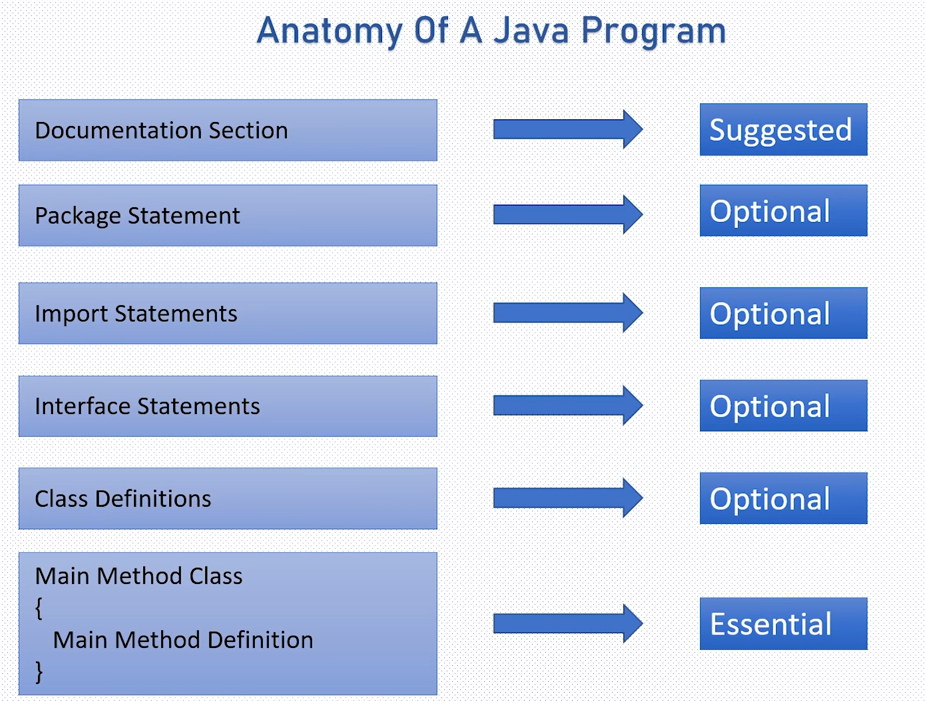 Anatomy Of A Java Program
Documentation Section
Suggested
Package Statement
Optional
Import Statements
Optional
Interface Statements
Optional
Class Definitions
Optional
Main Method Class
{
Main Method Definition
}
Essential